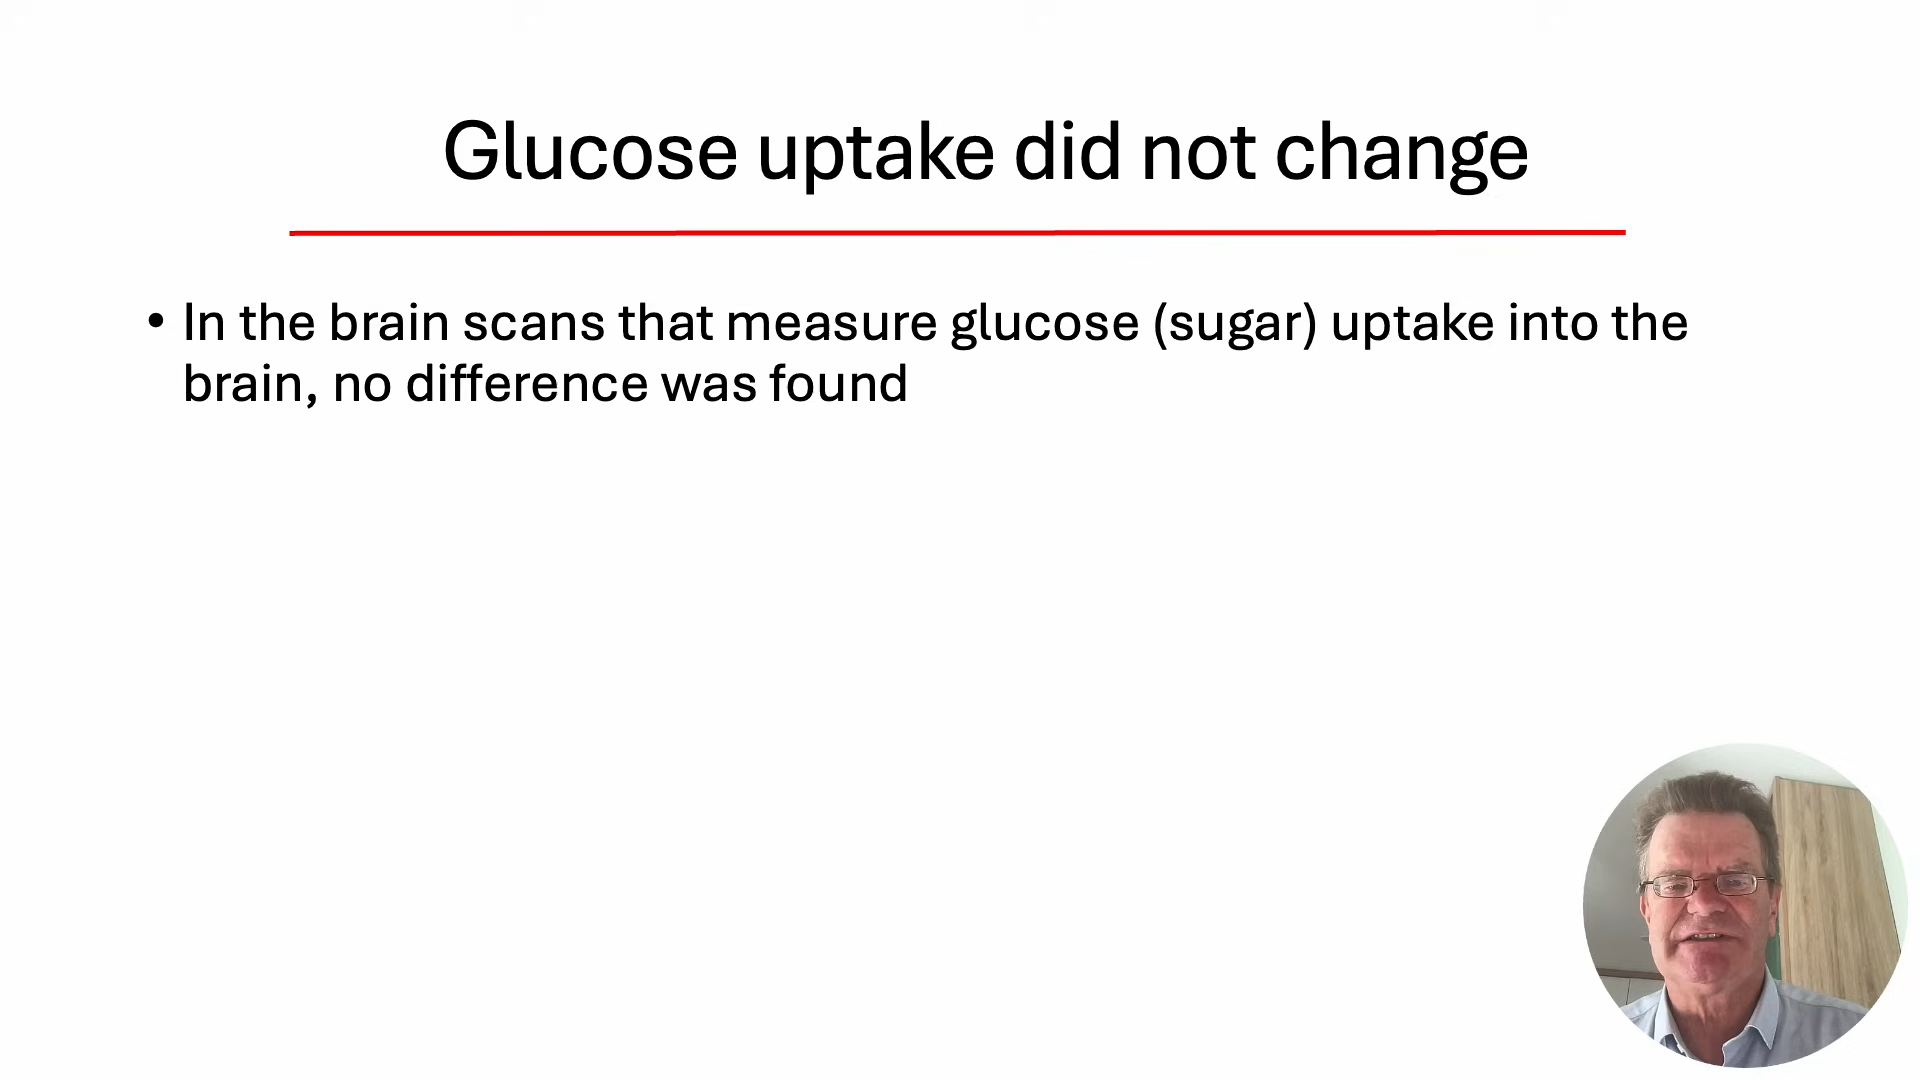 Glucose uptake did not change
• In the brain scans that measure glucose (sugar) uptake into the
brain, no difference was found